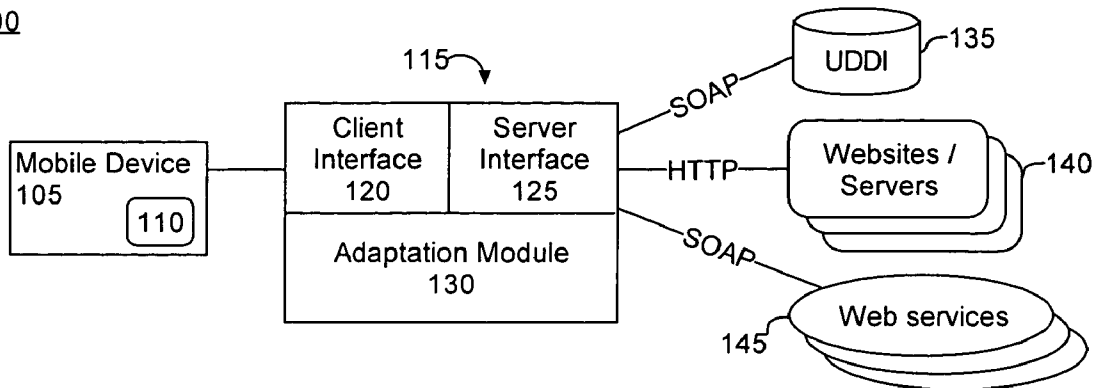 00
115
135
UDDI
SOAP
Client
Interface
120
Server
Interface
125
Mobile Device
105
110
HTTP
Websites /
Servers
140
Adaptation Module
130
SOAP
145
Web services